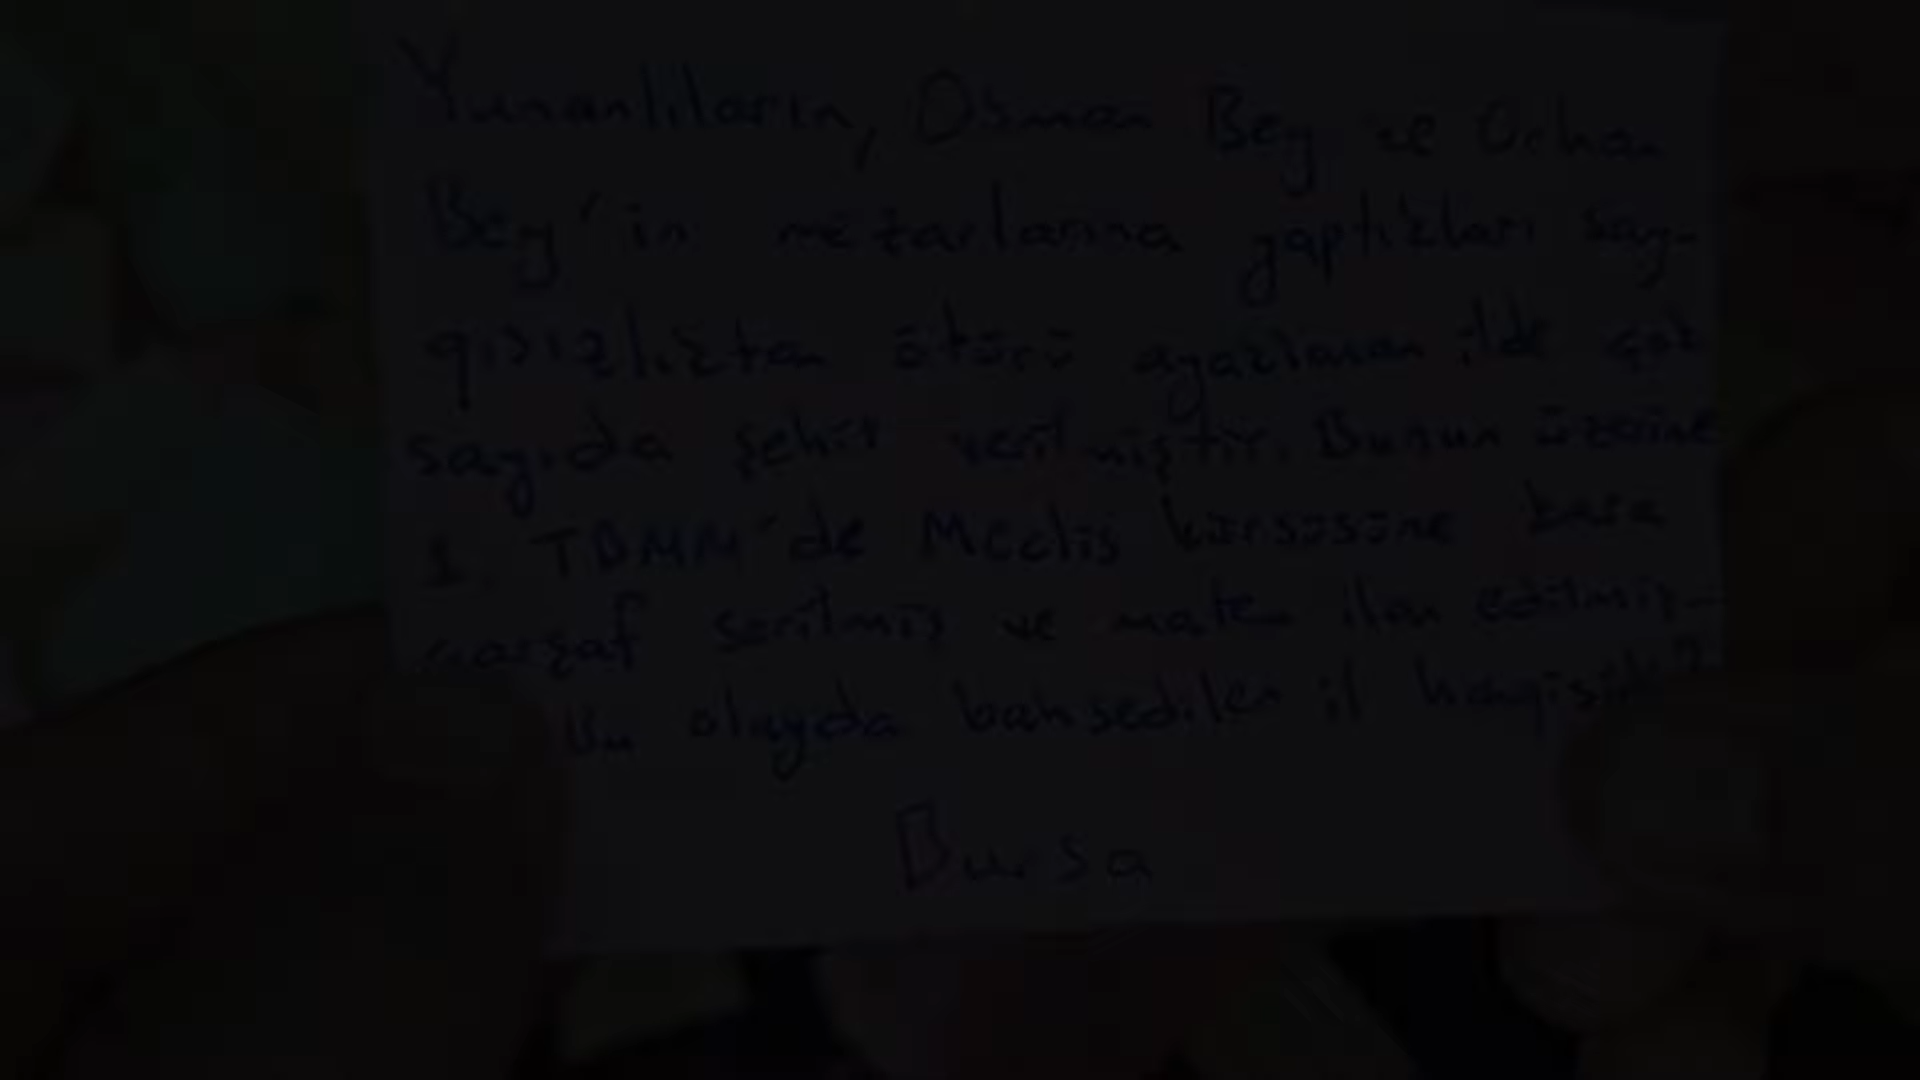 Yunanlıların, Osman Bey ve Orhan
Bey'in mezarlarına yaptıkları say-
gısızlıktan ötürü ayazlanan ilde çok
sayıda şehit verilmiştir. Bunun üzerine
1. TBMM'de Meclis kürsüsüne kara
çarşaf serilmiş ve matem ilan edilmiş-
Bu olayda bahsedilen il hangisidir?
Bursa